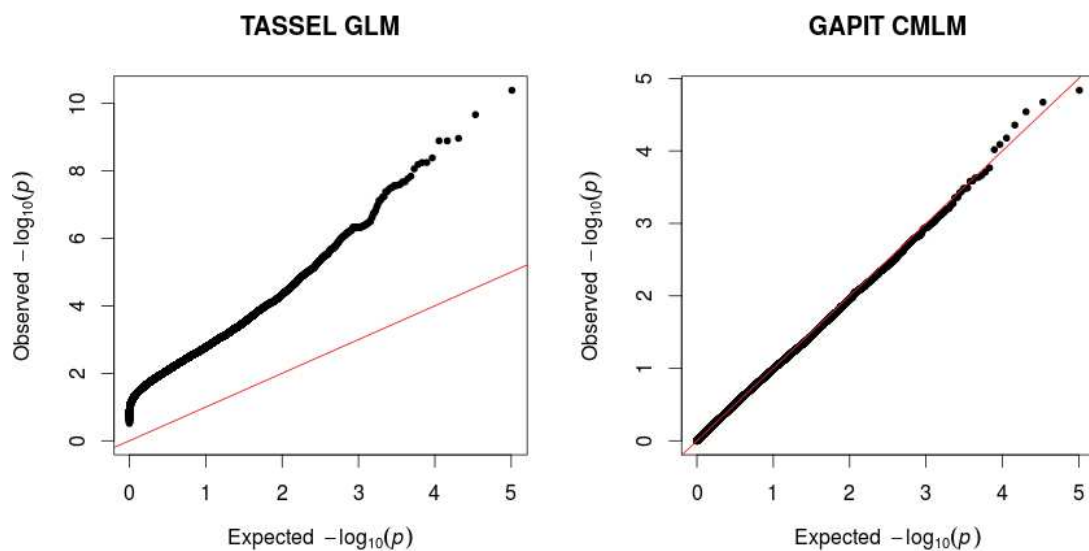 TASSEL GLM
Observed −log₁₀(p)
10
8
6
4
2
0
0 1 2 3 4 5
Expected −log₁₀(p)
GAPIT CMLM
Observed −log₁₀(p)
5
4
3
2
1
0
0 1 2 3 4 5
Expected −log₁₀(p)